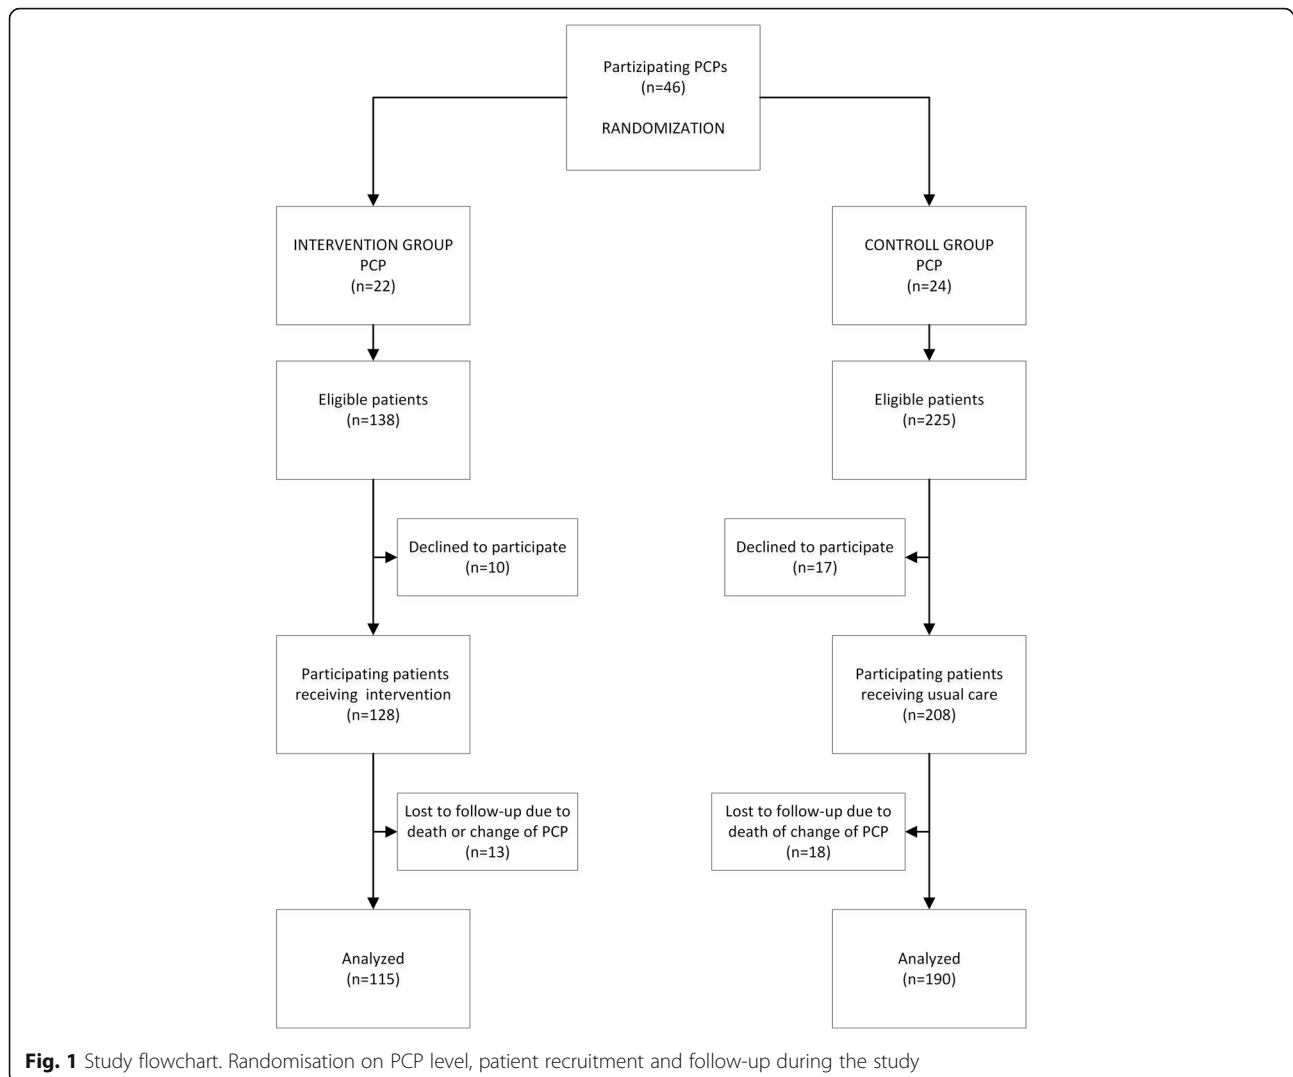 Partizipating PCPs
(n=46)
RANDOMIZATION
INTERVENTION GROUP
PCP
(n=22)
CONTROLL GROUP
PCP
(n=24)
Eligible patients
(n=138)
Eligible patients
(n=225)
Declined to participate
(n=10)
Declined to participate
(n=17)
Participating patients
receiving intervention
(n=128)
Participating patients
receiving usual care
(n=208)
Lost to follow-up due to
death or change of PCP
(n=13)
Lost to follow-up due to
death of change of PCP
(n=18)
Analyzed
(n=115)
Analyzed
(n=190)
Fig. 1 Study flowchart. Randomisation on PCP level, patient recruitment and follow-up during the study